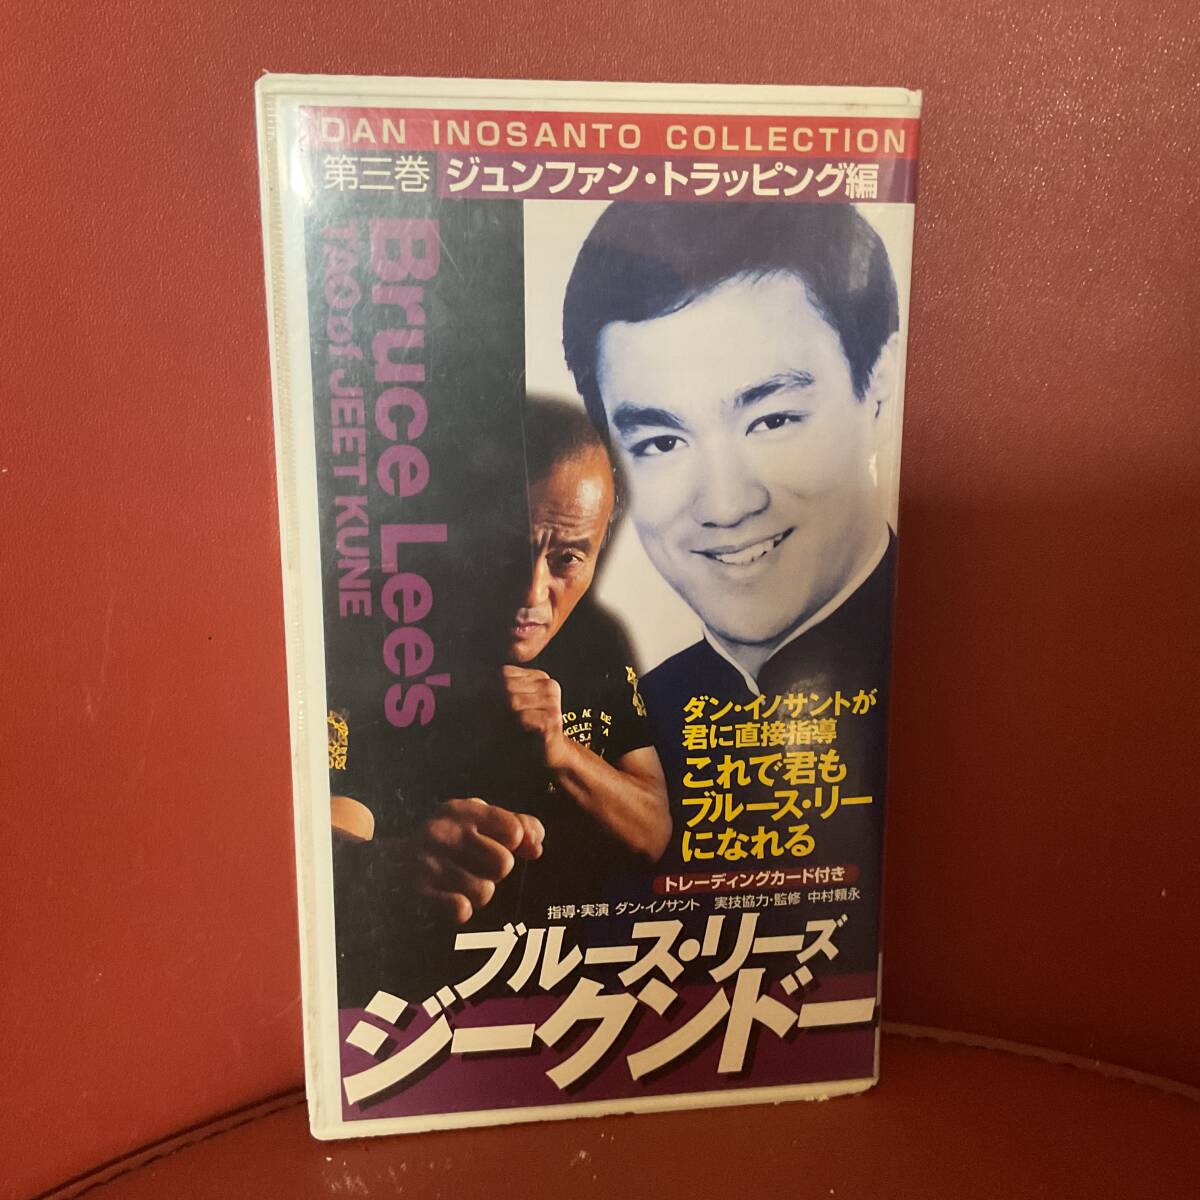 DAN INOSANTO COLLECTION
第三巻 ジュンファン・トラッピング編
Bruce Lee's
TAO of JEET KUNE
ダン・イノサントが
君に直接指導
これで君も
ブルース・リー
になれる
トレーディングカード付き
指導・実演 ダン・イノサント 実技協力・監修 中村頼永
ブルース・リーズ
ジークンドー